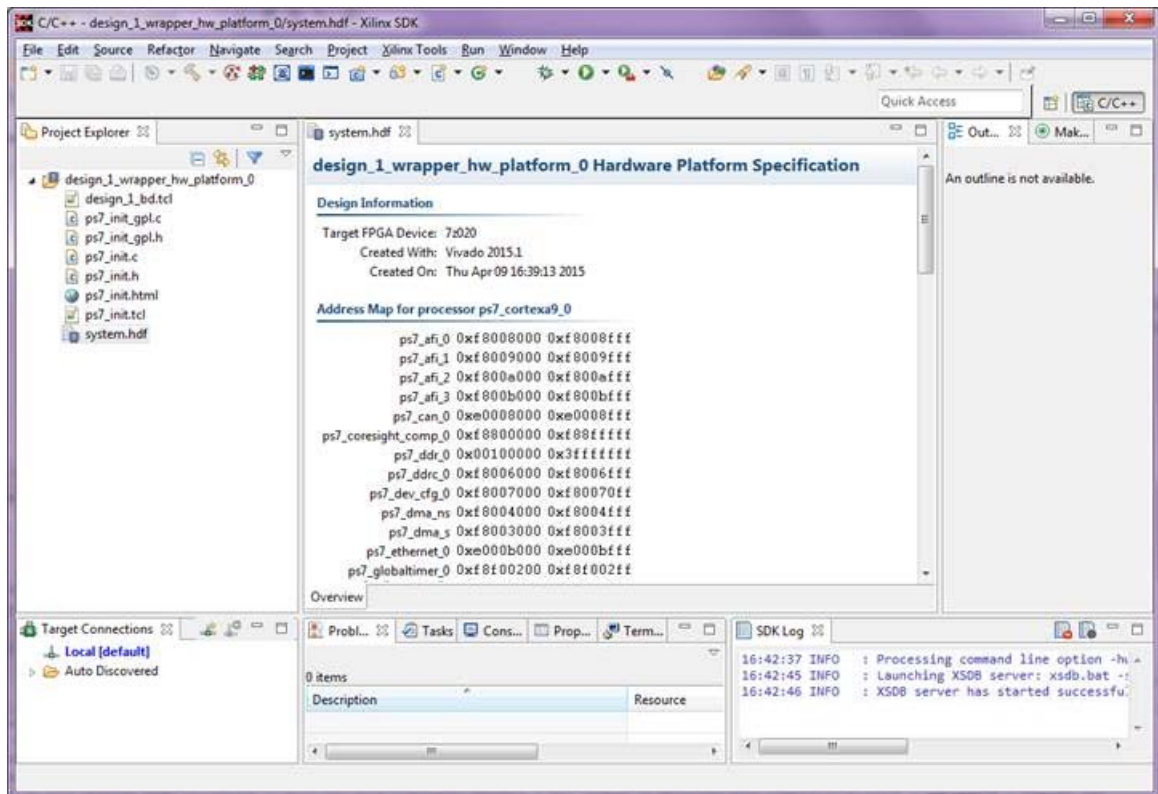 C/C++ - design_1_wrapper_hw_platform_0/system.hdf - Xilinx SDK
File Edit Source Refactor Navigate Search Project Xilinx Tools Run Window Help
Quick Access
C/C++
Project Explorer
design_1_wrapper_hw_platform_0
design_1_bd.tcl
ps7_init_gpl.c
ps7_init_gpl.h
ps7_init.c
ps7_init.h
ps7_init.html
ps7_init.tcl
system.hdf
system.hdf
design_1_wrapper_hw_platform_0 Hardware Platform Specification
Design Information
Target FPGA Device: 7z020
Created With: Vivado 2015.1
Created On: Thu Apr 09 16:39:13 2015
Address Map for processor ps7_cortexa9_0
ps7_afi_0 0xf8008000 0xf8008fff
ps7_afi_1 0xf8009000 0xf8009fff
ps7_afi_2 0xf800a000 0xf800afff
ps7_afi_3 0xf800b000 0xf800bfff
ps7_can_0 0xe0008000 0xe0008fff
ps7_coresight_comp_0 0xf8800000 0xf88fffff
ps7_ddr_0 0x00100000 0x3fffffff
ps7_ddrc_0 0xf8006000 0xf8006fff
ps7_dev_cfg_0 0xf8007000 0xf80070ff
ps7_dma_ns 0xf8004000 0xf8004fff
ps7_dma_s 0xf8003000 0xf8003fff
ps7_ethernet_0 0xe000b000 0xe000bfff
ps7_globaltimer_0 0xf8f00200 0xf8f002ff
Overview
Out... Mak...
An outline is not available.
Target Connections
Local [default]
Auto Discovered
Probl... Tasks Cons... Prop... Term...
0 items
Description Resource
SDK Log
16:42:37 INFO : Processing command line option -h
16:42:45 INFO : Launching XSDB server: xsdb.bat -
16:42:46 INFO : XSDB server has started successfu